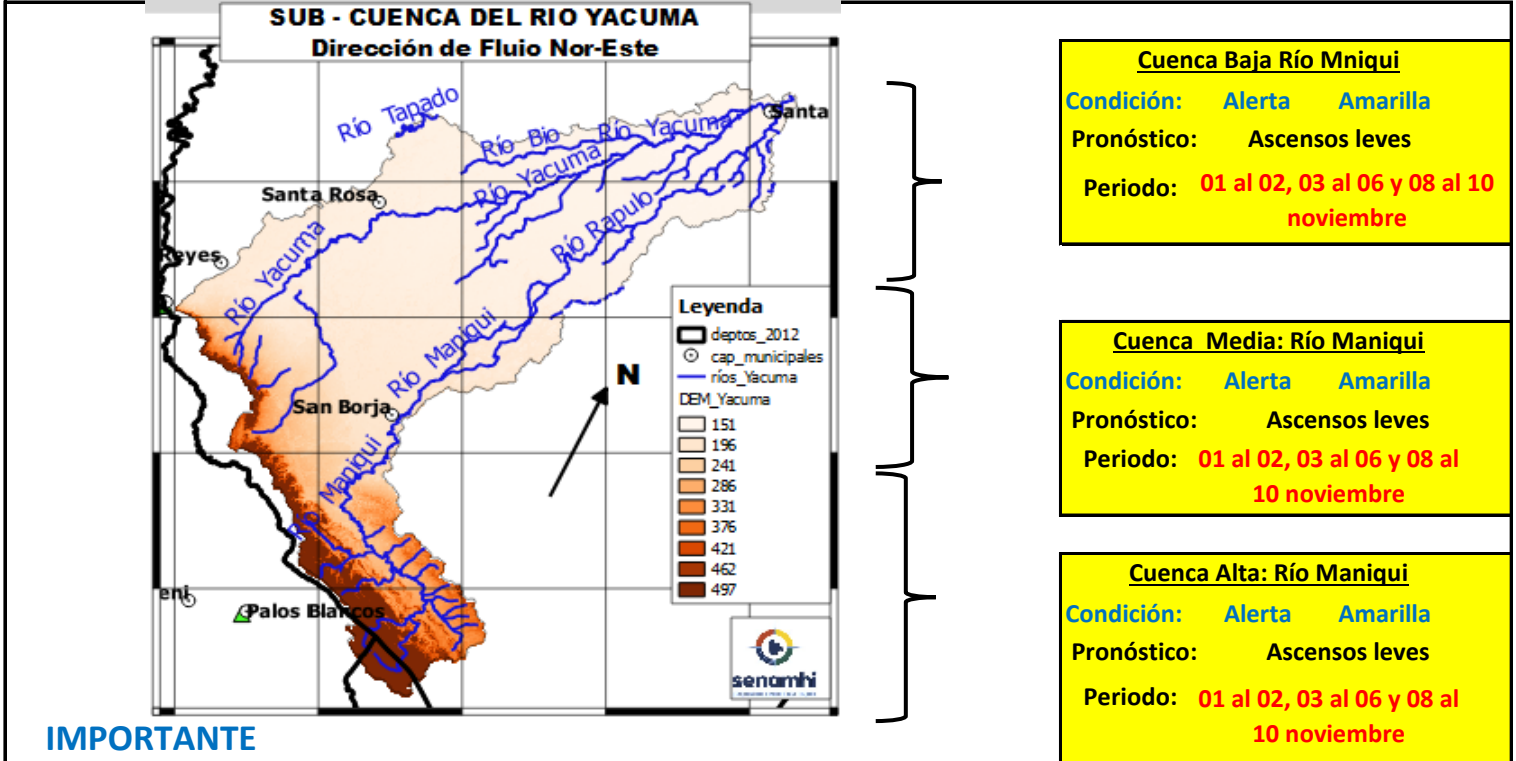 SUB - CUENCA DEL RIO YACUMA
Dirección de Fluio Nor-Este
Río Tapado
Santa
Río Bio
Río Yacuma
Río Yacuma
Santa Rosa
Río Rapulo
Reyes
Río Yacuma
Río Maniqui
San Borja
Río Maniqui
Río
Palos Blancos
eni
N
Leyenda
deptos_2012
cap_municipales
ríos_Yacuma
DEM_Yacuma
151
196
241
286
331
376
421
462
497
senamhi
Cuenca Baja Río Mniqui
Condición: Alerta Amarilla
Pronóstico: Ascensos leves
Periodo: 01 al 02, 03 al 06 y 08 al 10
noviembre
Cuenca Media: Río Maniqui
Condición: Alerta Amarilla
Pronóstico: Ascensos leves
Periodo: 01 al 02, 03 al 06 y 08 al
10 noviembre
Cuenca Alta: Río Maniqui
Condición: Alerta Amarilla
Pronóstico: Ascensos leves
Periodo: 01 al 02, 03 al 06 y 08 al
10 noviembre
IMPORTANTE